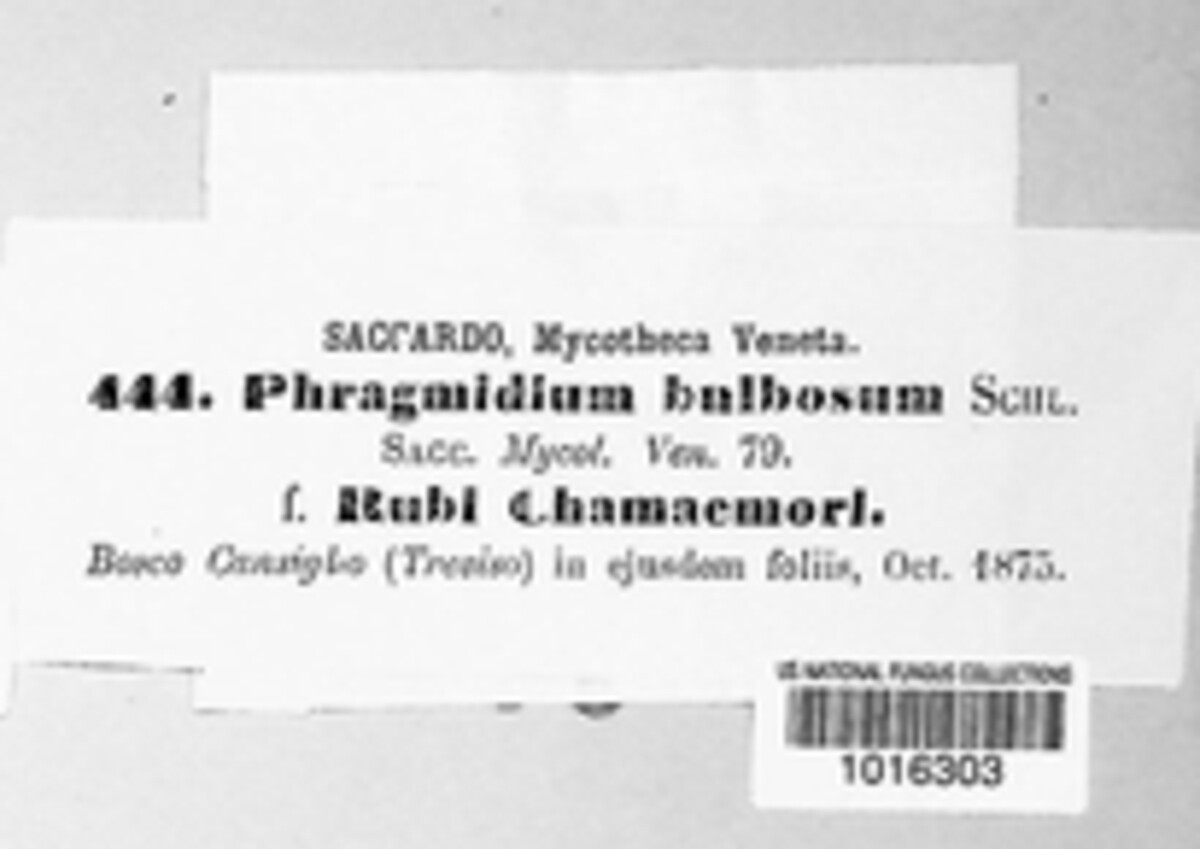 SACCARDO, Mycotheca Veneta.
444. Phragmidium bulbosum SCHL.
SACC. Mycol. Ven. 79.
f. Rubi Chamaemori.
Bosco Cansiglio (Treviso) in ejusdem foliis, Oct. 1875.
US NATIONAL FUNGUS COLLECTIONS
1016303